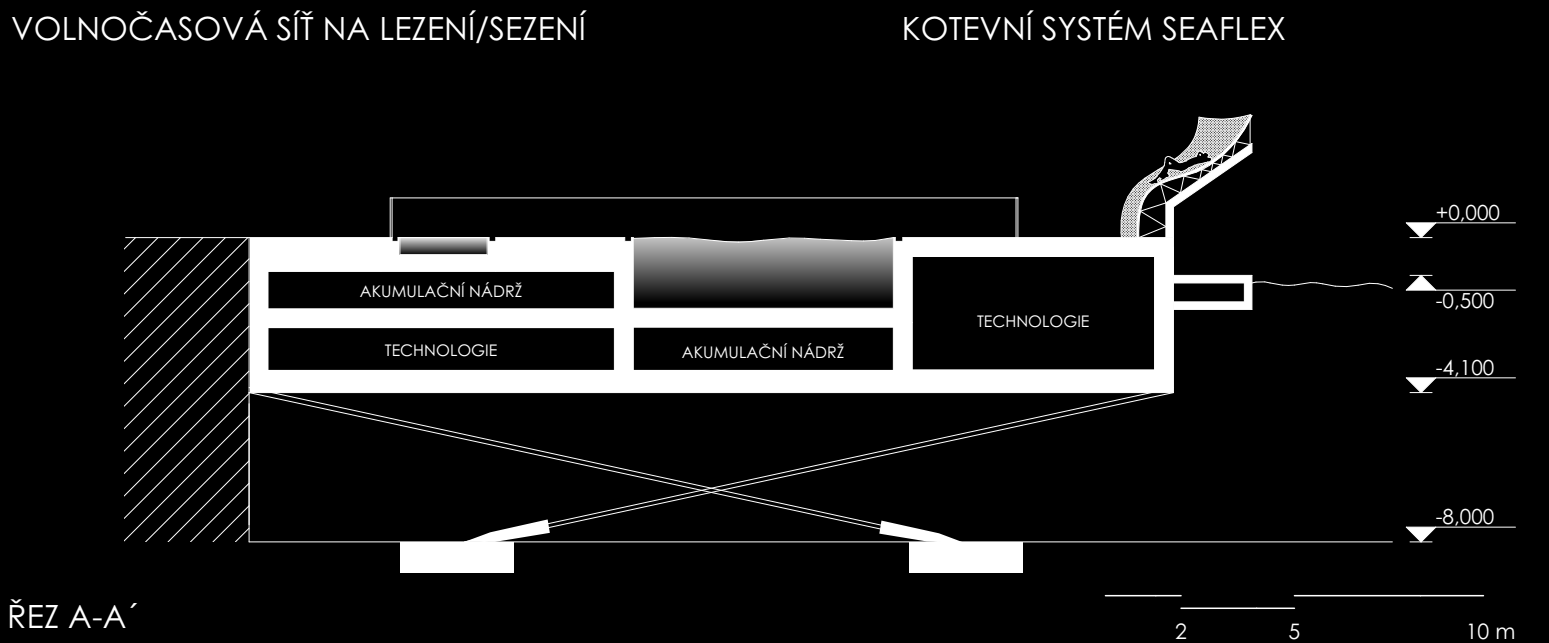 VOLNOČASOVÁ SÍŤ NA LEZENÍ/SEZENÍ
KOTEVNÍ SYSTÉM SEAFLEX
+0,000
AKUMULAČNÍ NÁDRŽ
-0,500
TECHNOLOGIE
TECHNOLOGIE
AKUMULAČNÍ NÁDRŽ
-4,100
-8,000
ŘEZ A-A´
2 5 10 m